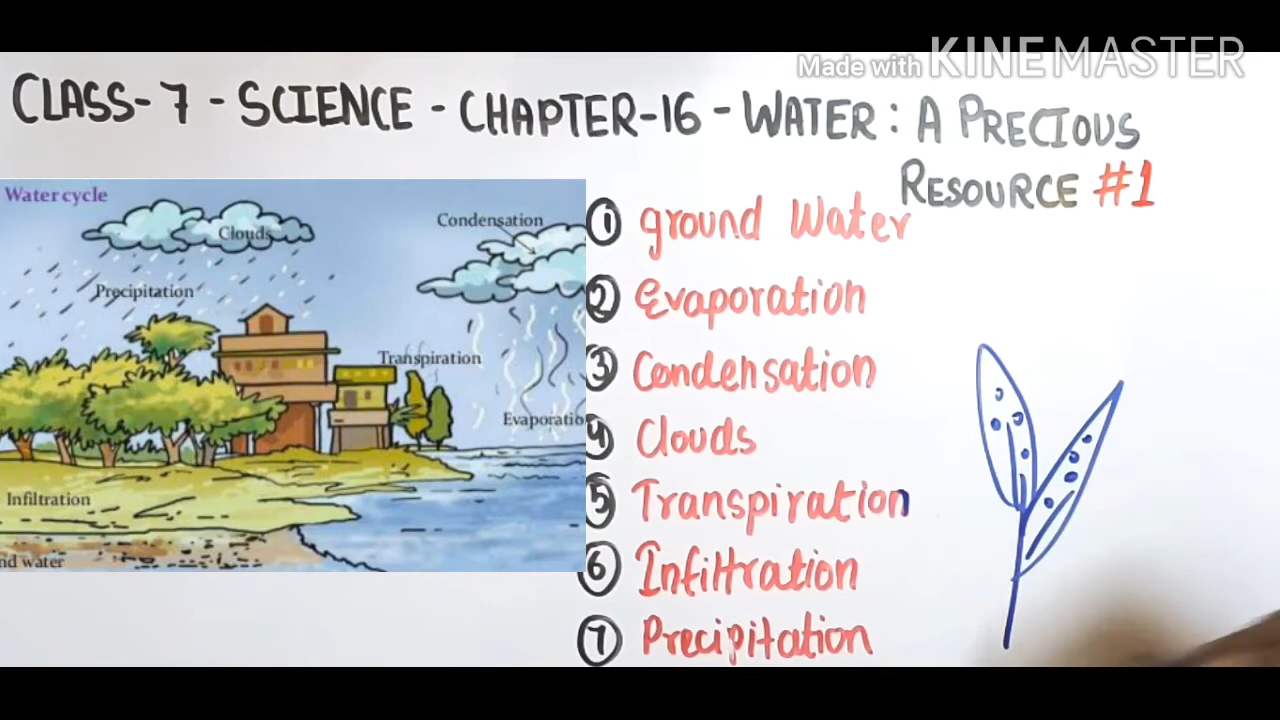 Made with KINEMASTER
CLASS-7 - SCIENCE - CHAPTER-16 - WATER : A PRECIOUS
RESOURCE #1
Water cycle
Clouds
Condensation
Precipitation
Transpiration
Evaporatio
Infiltration
nd water
1 ground Water
2 Evaporation
3 Condensation
4 Clouds
5 Transpiration
6 Infiltration
7 Precipitation